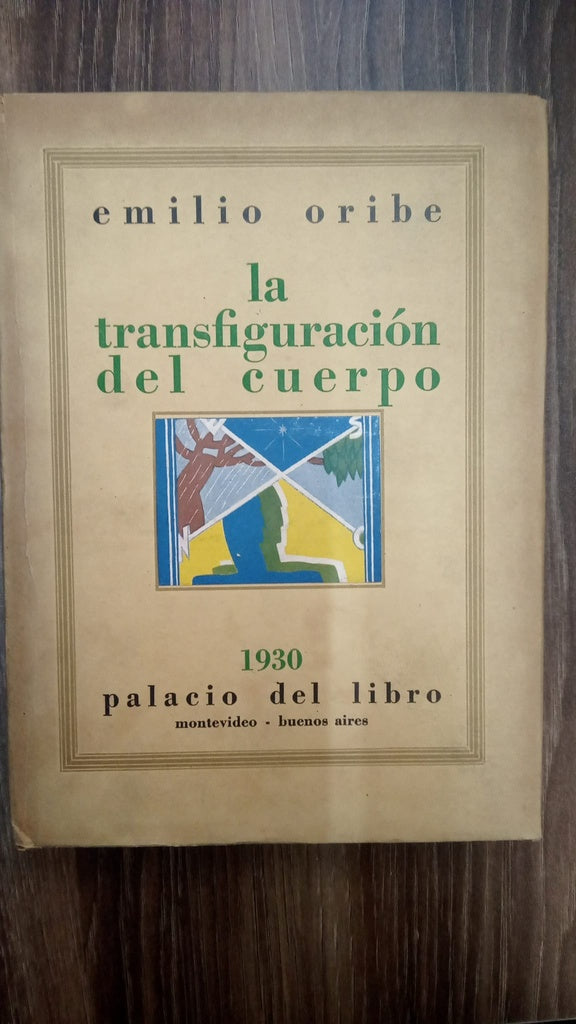 emilio oribe
la
transfiguración
del cuerpo
V S
N O
1930
palacio del libro
montevideo - buenos aires